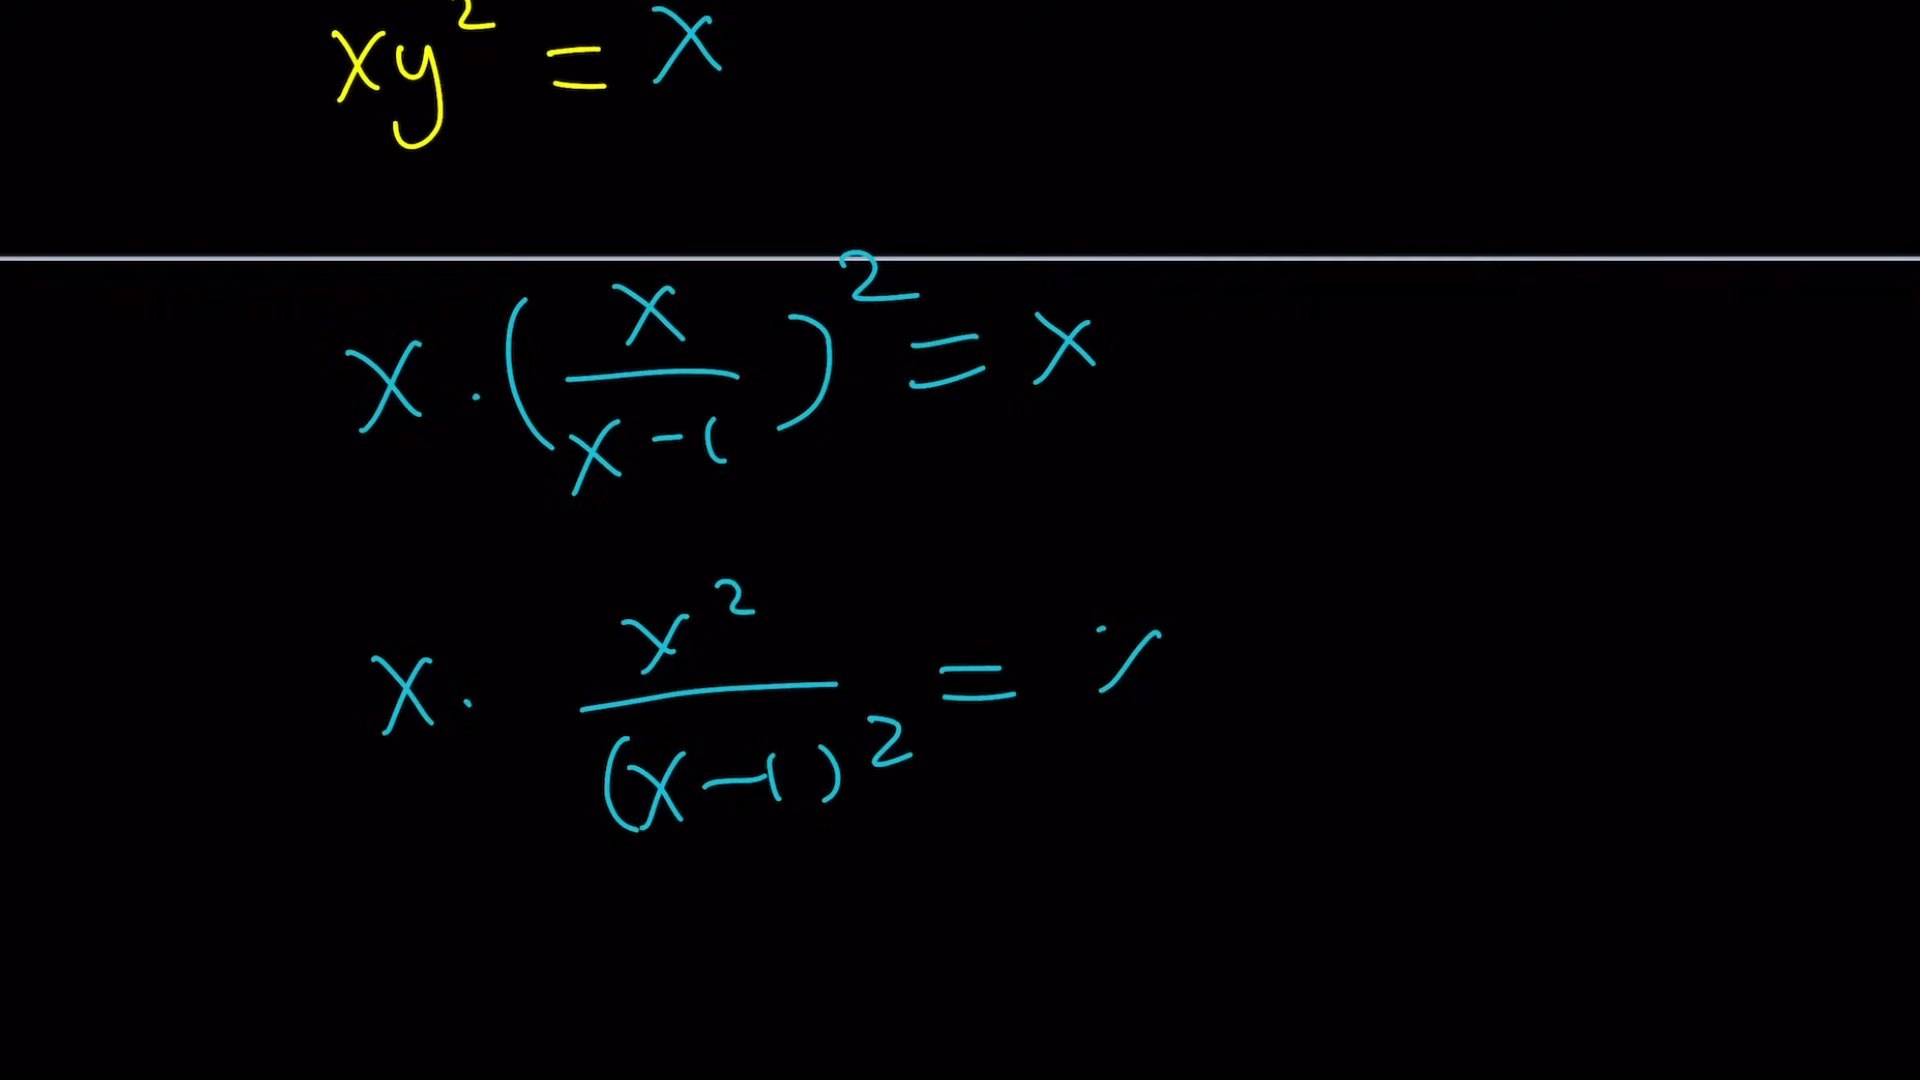 xy² = x
x · (x/(x-1))² = x
x · x²/(x-1)² = x